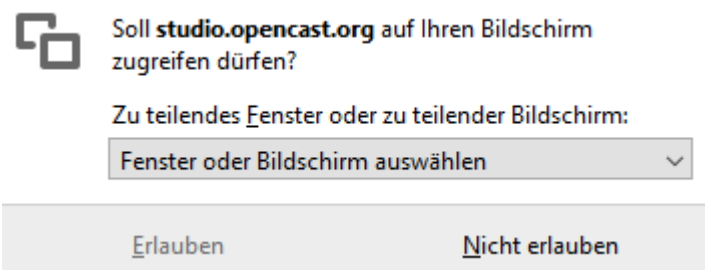 Soll studio.opencast.org auf Ihren Bildschirm
zugreifen dürfen?
Zu teilendes Fenster oder zu teilender Bildschirm:
Fenster oder Bildschirm auswählen
Erlauben
Nicht erlauben